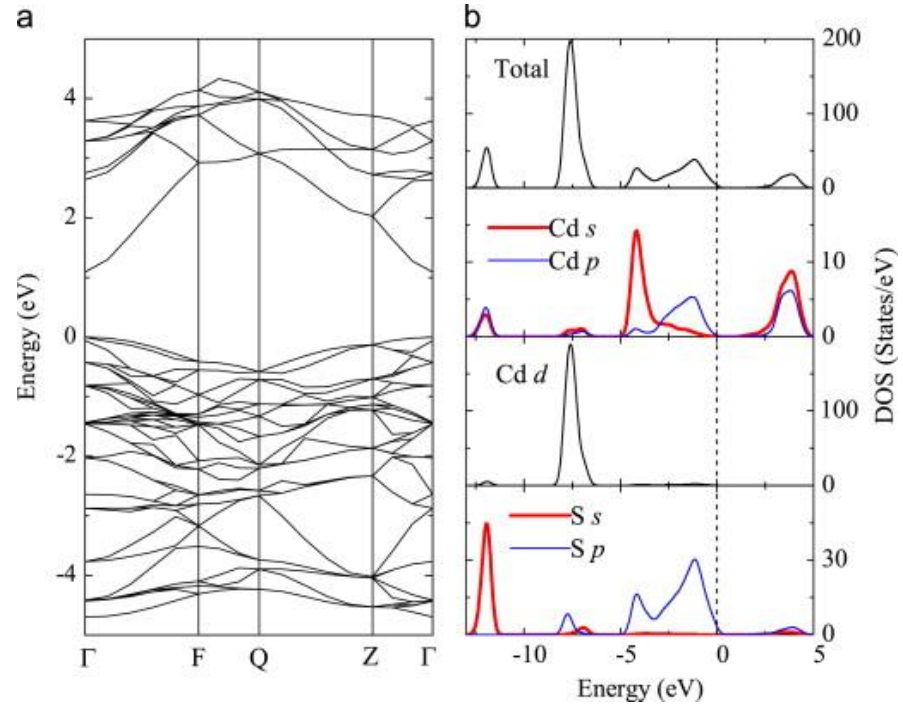 a
4
2
0
-2
-4
Energy (eV)
Γ
F
Q
Z
Γ
b
Total
200
100
0
Cd s
Cd p
10
0
Cd d
100
0
S s
S p
30
0
-10
-5
0
5
Energy (eV)
DOS (States/eV)